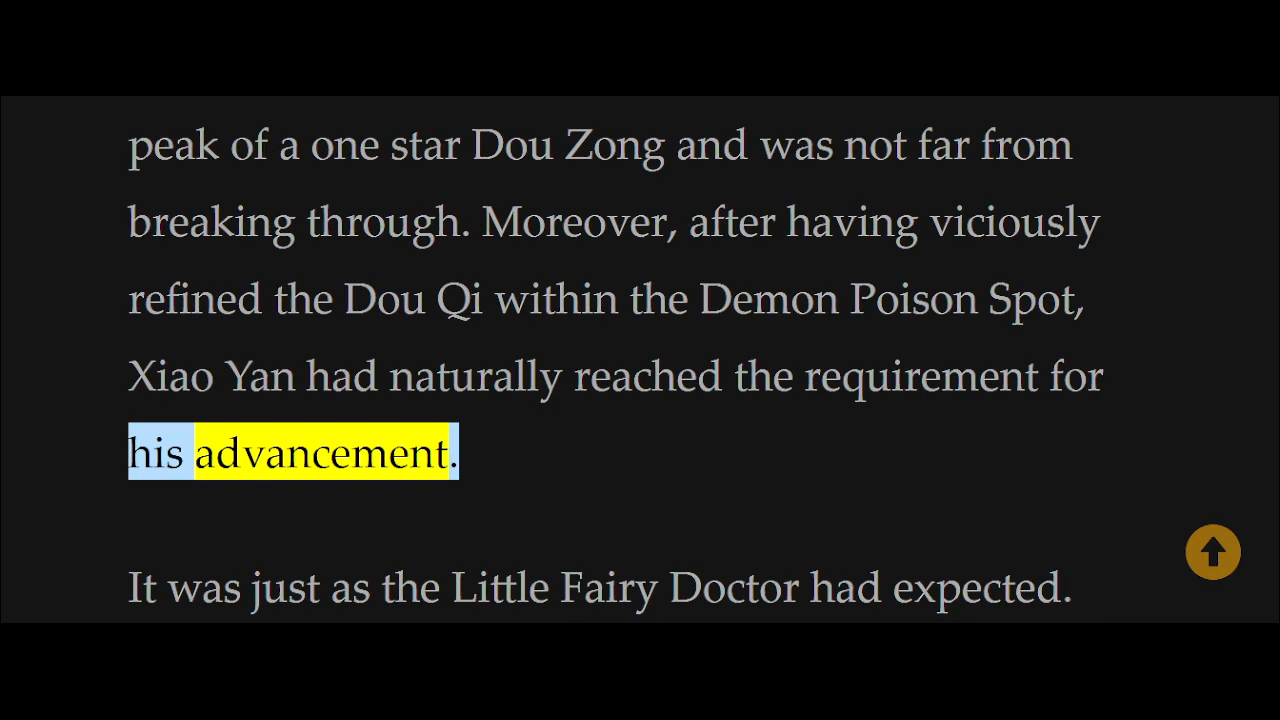 peak of a one star Dou Zong and was not far from
breaking through. Moreover, after having viciously
refined the Dou Qi within the Demon Poison Spot,
Xiao Yan had naturally reached the requirement for
his advancement.
It was just as the Little Fairy Doctor had expected.